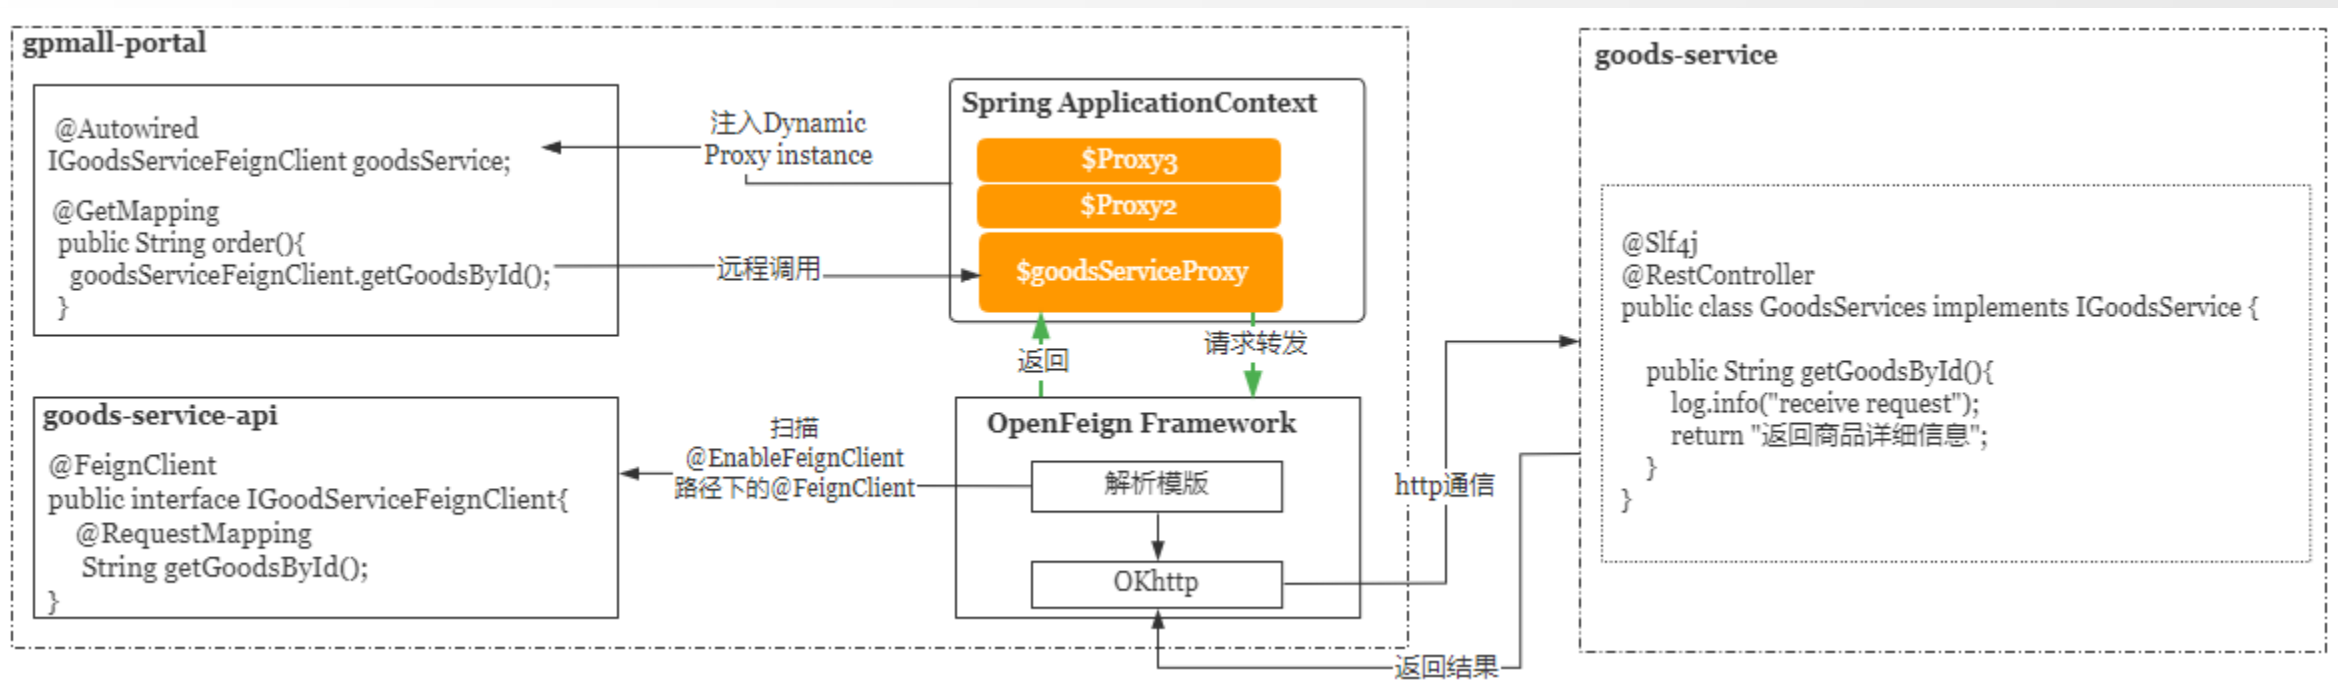 gpmall-portal
@Autowired
IGoodsServiceFeignClient goodsService;
@GetMapping
public String order(){
goodsServiceFeignClient.getGoodsById();
}
注入Dynamic
Proxy instance
远程调用
Spring ApplicationContext
$Proxy3
$Proxy2
$goodsServiceProxy
返回
请求转发
goods-service-api
@FeignClient
public interface IGoodServiceFeignClient{
@RequestMapping
String getGoodsById();
}
扫描
@EnableFeignClient
路径下的@FeignClient
OpenFeign Framework
解析模版
OKhttp
http通信
返回结果
goods-service
@Slf4j
@RestController
public class GoodsServices implements IGoodsService {
public String getGoodsById(){
log.info("receive request");
return "返回商品详细信息";
}
}